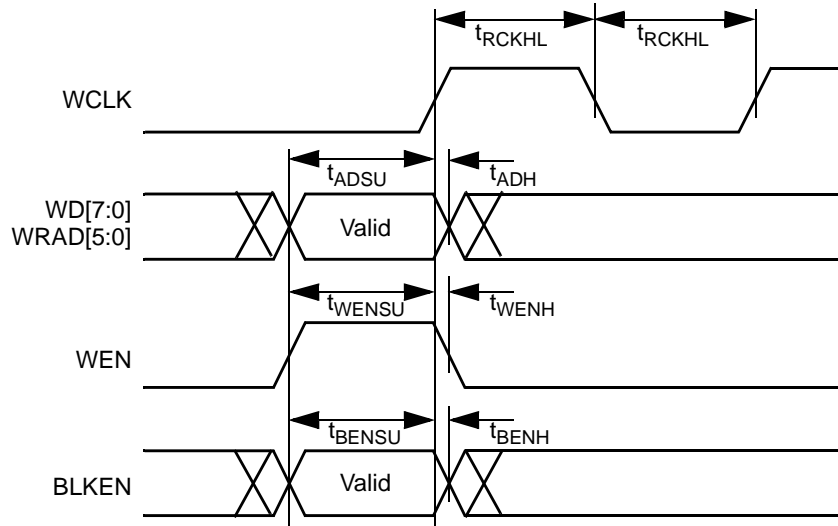 tRCKHL tRCKHL
WCLK
tADSU tADH
WD[7:0]
WRAD[5:0]
Valid
tWENSU tWENH
WEN
tBENSU tBENH
BLKEN
Valid